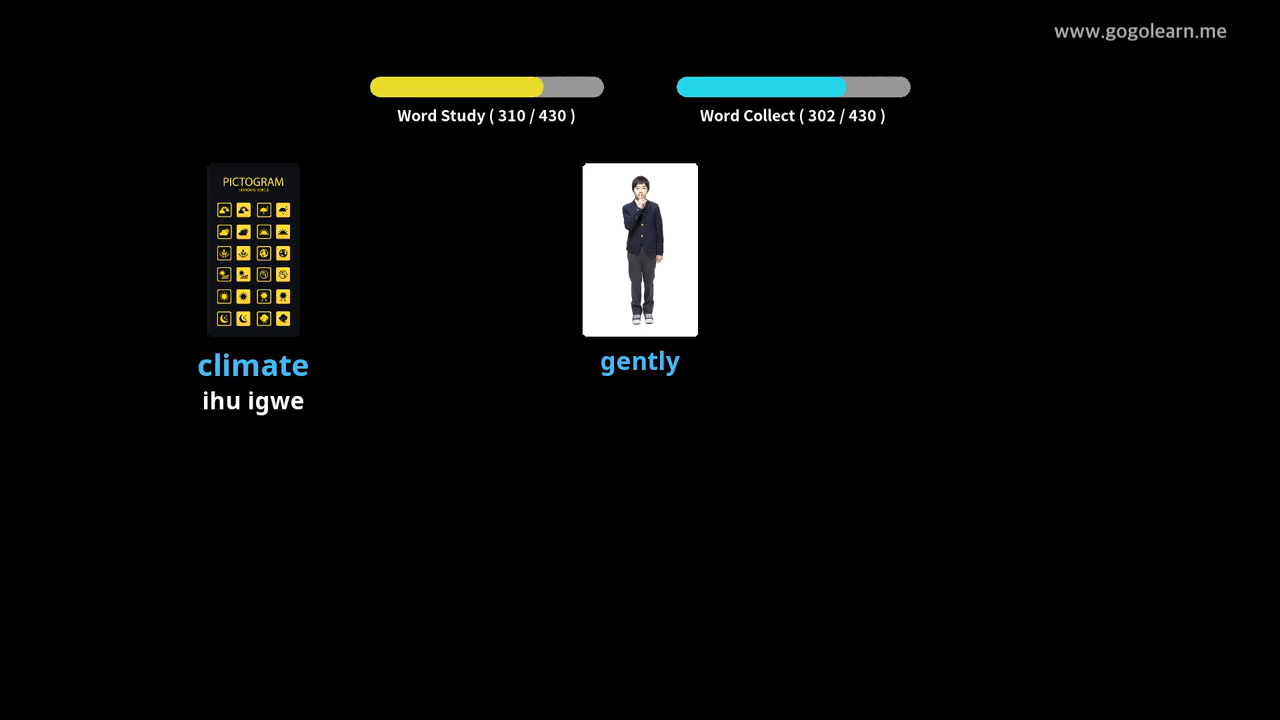 www.gogolearn.me
Word Study ( 310 / 430 )
Word Collect ( 302 / 430 )
PICTOGRAM
climate
ihu igwe
gently